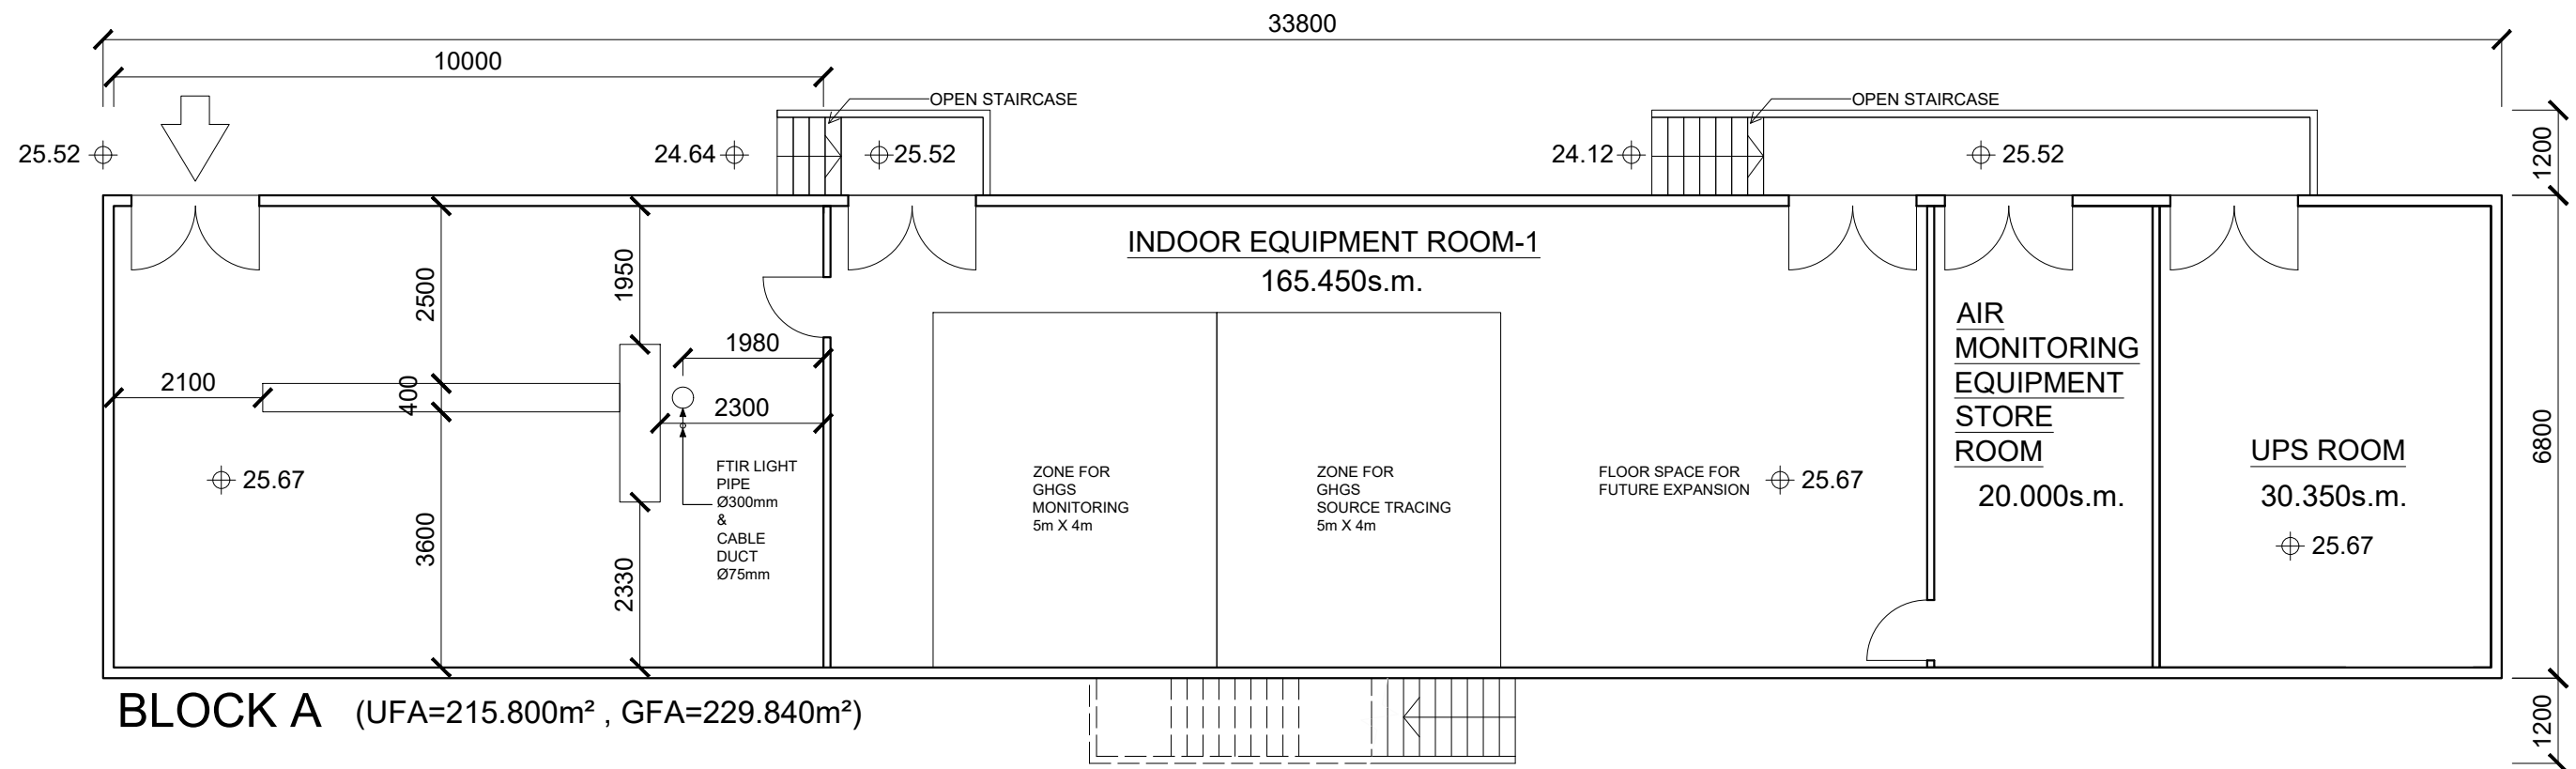 33800
10000
OPEN STAIRCASE
OPEN STAIRCASE
25.52
24.64
25.52
24.12
25.52
1200
INDOOR EQUIPMENT ROOM-1
165.450s.m.
2500
1950
1980
2100
400
2300
25.67
3600
2330
FTIR LIGHT
PIPE
Ø300mm
&
CABLE
DUCT
Ø75mm
ZONE FOR
GHGS
MONITORING
5m X 4m
ZONE FOR
GHGS
SOURCE TRACING
5m X 4m
FLOOR SPACE FOR
FUTURE EXPANSION
25.67
AIR
MONITORING
EQUIPMENT
STORE
ROOM
20.000s.m.
UPS ROOM
30.350s.m.
25.67
6800
BLOCK A (UFA=215.800m² , GFA=229.840m²)
1200